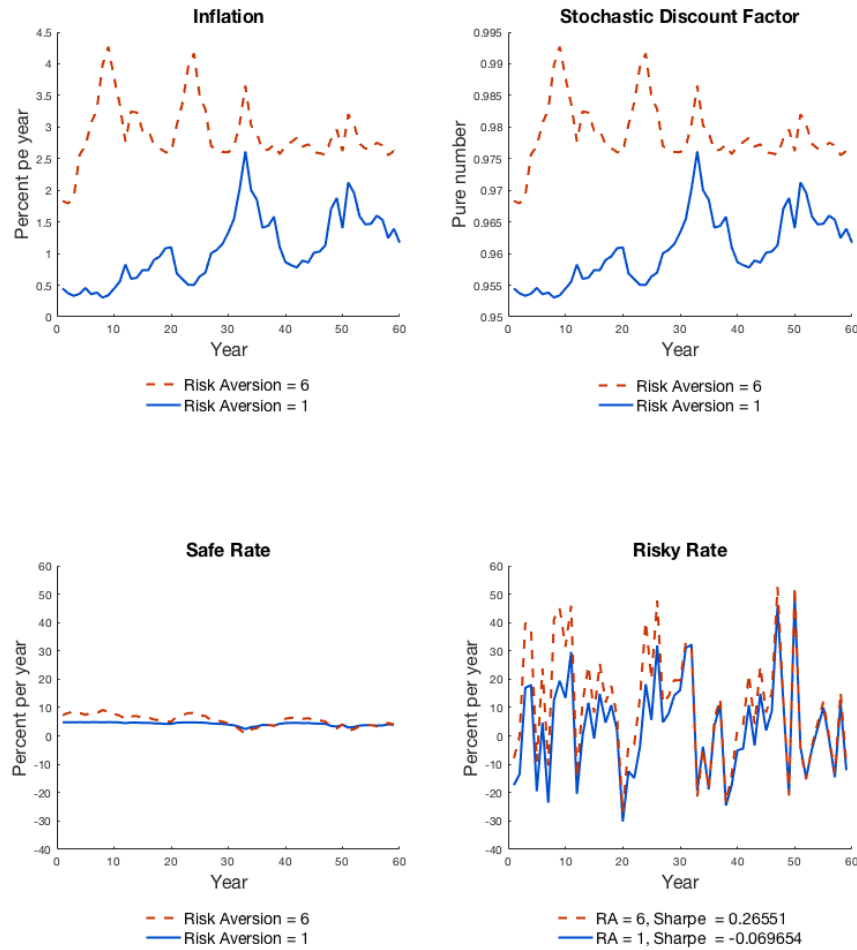 Inflation
4.5
4
3.5
3
2.5
2
1.5
1
0.5
0
Percent pe year
0 10 20 30 40 50 60
Year
Risk Aversion = 6
Risk Aversion = 1
Stochastic Discount Factor
0.995
0.99
0.985
0.98
0.975
0.97
0.965
0.96
0.955
0.95
Pure number
0 10 20 30 40 50 60
Year
Risk Aversion = 6
Risk Aversion = 1
Safe Rate
60
50
40
30
20
10
0
-10
-20
-30
-40
Percent per year
0 10 20 30 40 50 60
Year
Risk Aversion = 6
Risk Aversion = 1
Risky Rate
60
50
40
30
20
10
0
-10
-20
-30
-40
Percent per year
0 10 20 30 40 50 60
Year
RA = 6, Sharpe = 0.26551
RA = 1, Sharpe = -0.069654